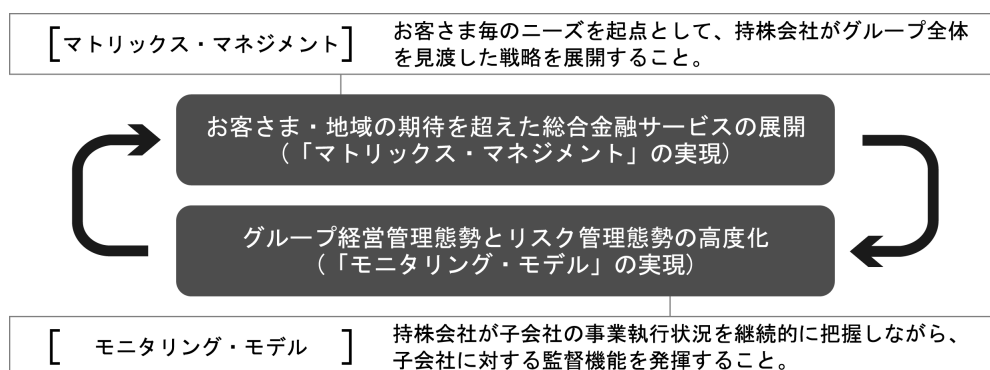 [マトリックス・マネジメント]
お客さま毎のニーズを起点として、持株会社がグループ全体
を見渡した戦略を展開すること。
お客さま・地域の期待を超えた総合金融サービスの展開
(「マトリックス・マネジメント」の実現)
グループ経営管理態勢とリスク管理態勢の高度化
(「モニタリング・モデル」の実現)
[ モニタリング・モデル ]
持株会社が子会社の事業執行状況を継続的に把握しながら、
子会社に対する監督機能を発揮すること。